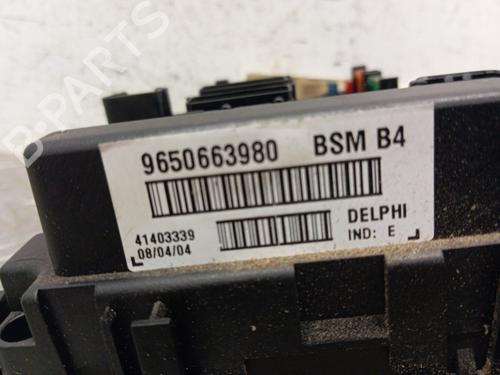 9650663980 BSM B4
41403339 DELPHI
08/04/04 IND: E
B-PARTS